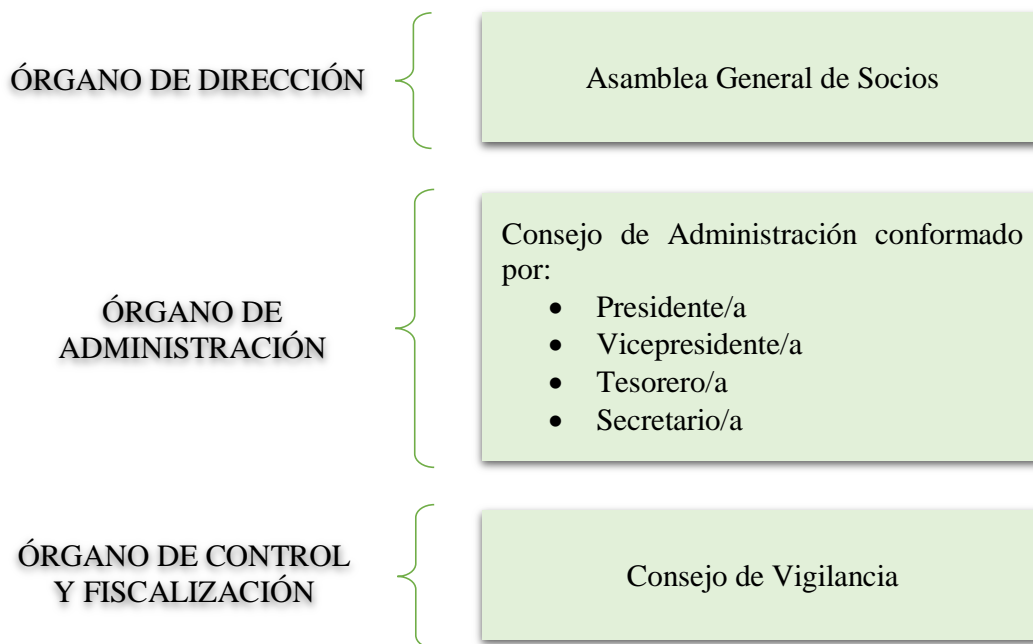 ÓRGANO DE DIRECCIÓN
Asamblea General de Socios
ÓRGANO DE
ADMINISTRACIÓN
Consejo de Administración conformado
por:
• Presidente/a
• Vicepresidente/a
• Tesorero/a
• Secretario/a
ÓRGANO DE CONTROL
Y FISCALIZACIÓN
Consejo de Vigilancia